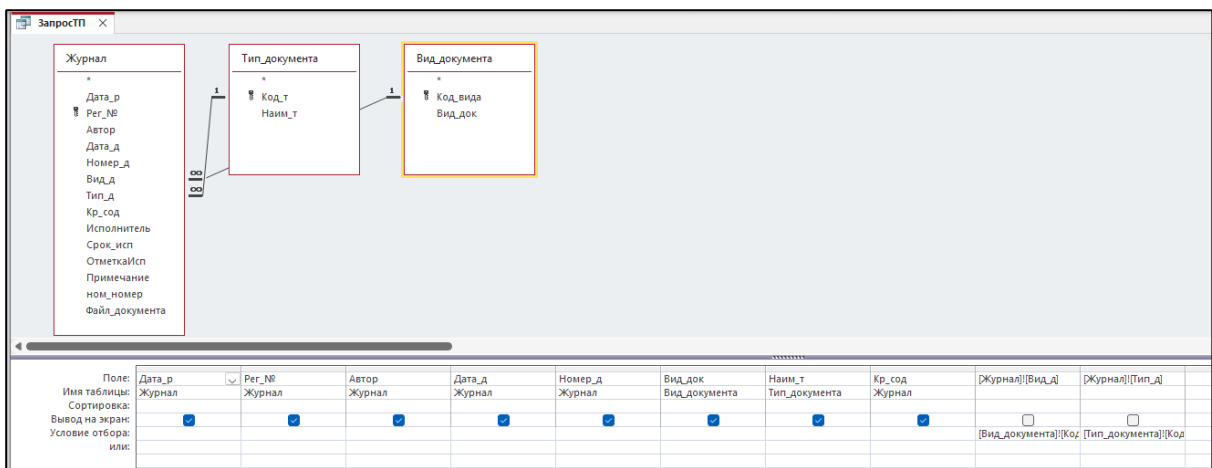 ЗапросТП
Журнал
*
Дата_р
Рег_№
Автор
Дата_д
Номер_д
Вид_д
Тип_д
Кр_сод
Исполнитель
Срок_исп
ОтметкаИсп
Примечание
ном_номер
Файл_документа
Тип_документа
*
Код_т
Наим_т
Вид_документа
*
Код_вида
Вид_док
1
1
∞
∞
Поле: Дата_р Рег_№ Автор Дата_д Номер_д Вид_док Наим_т Кр_сод [Журнал]![Вид_д] [Журнал]![Тип_д]
Имя таблицы: Журнал Журнал Журнал Журнал Журнал Вид_документа Тип_документа Журнал
Сортировка:
Вывод на экран:
Условие отбора: [Вид_документа]![Код [Тип_документа]![Код
или: